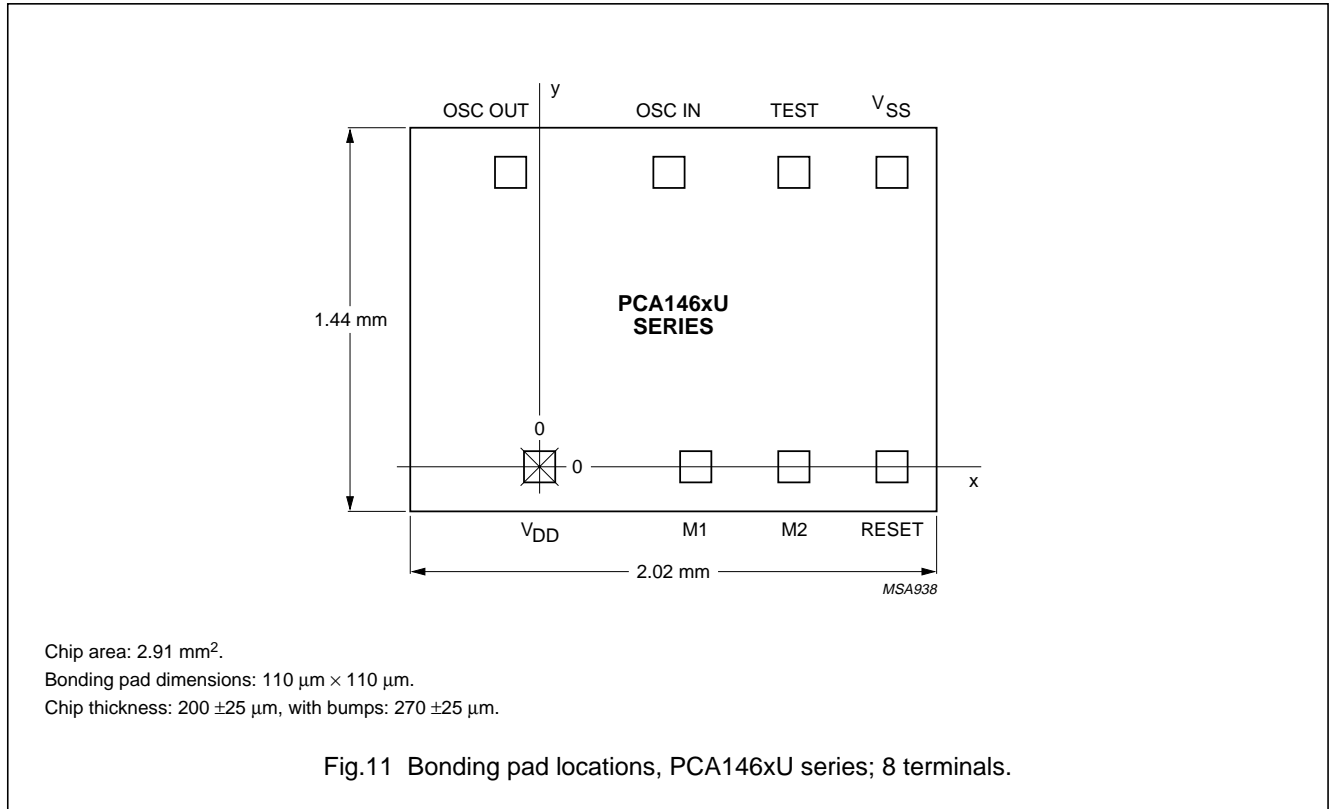 y
OSC OUT OSC IN TEST VSS
PCA146xU
SERIES
1.44 mm
0
0
x
VDD M1 M2 RESET
2.02 mm
MSA938
Chip area: 2.91 mm².
Bonding pad dimensions: 110 µm × 110 µm.
Chip thickness: 200 ±25 µm, with bumps: 270 ±25 µm.
Fig.11 Bonding pad locations, PCA146xU series; 8 terminals.